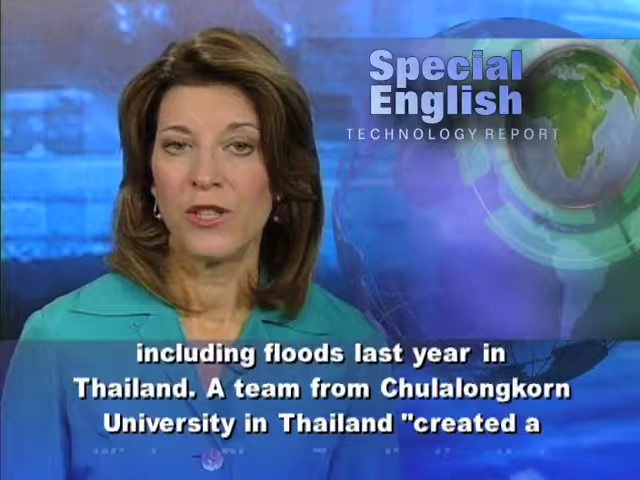 Special
English
TECHNOLOGY REPORT
including floods last year in
Thailand. A team from Chulalongkorn
University in Thailand "created a